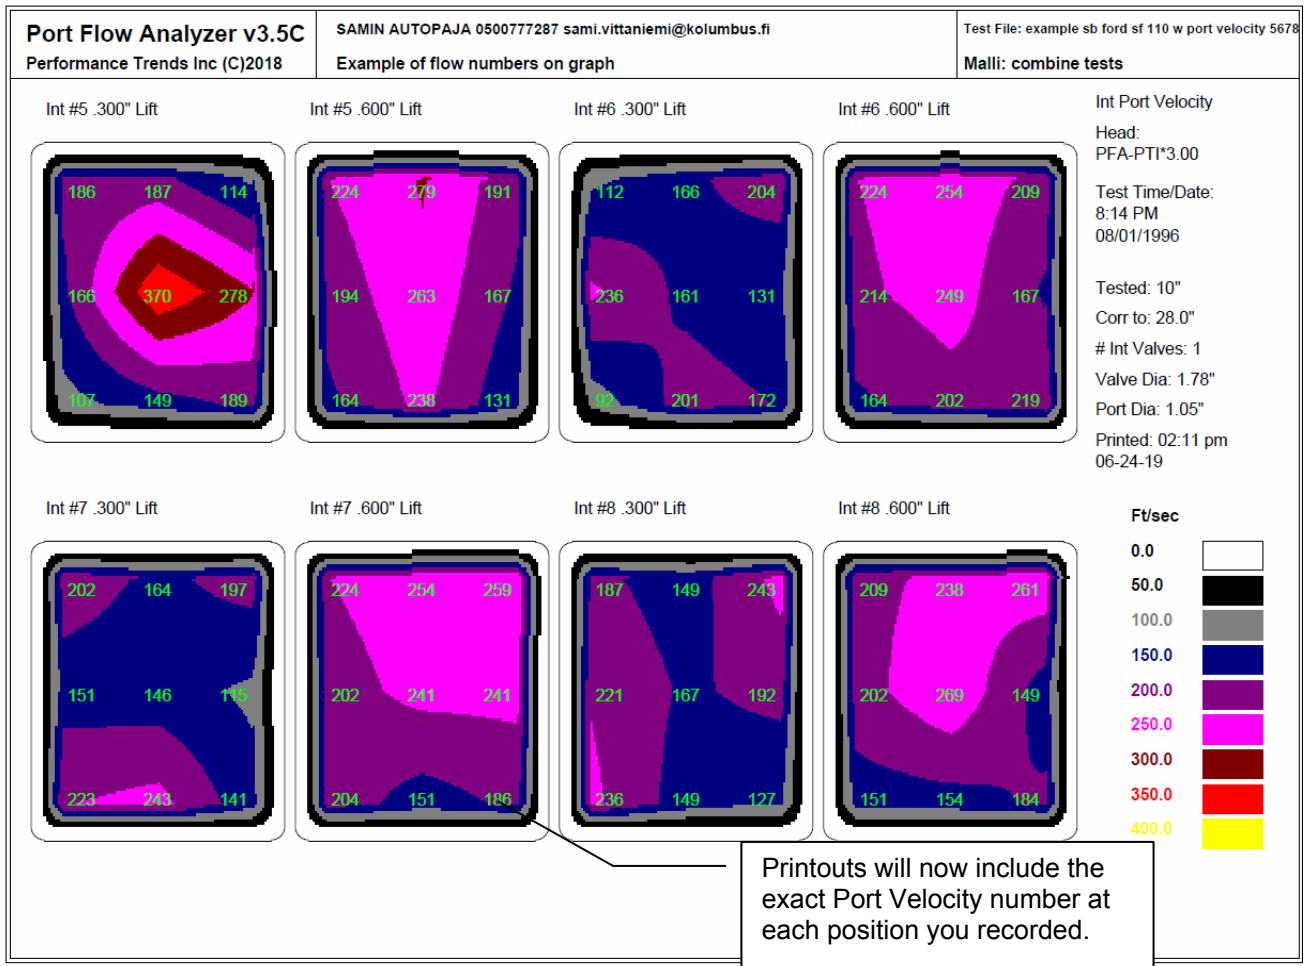 Port Flow Analyzer v3.5C
Performance Trends Inc (C)2018
SAMIN AUTOPAJA 0500777287 sami.vittaniemi@kolumbus.fi
Example of flow numbers on graph
Test File: example sb ford sf 110 w port velocity 5678
Malli: combine tests
Int #5 .300" Lift
186 187 114
166 370 278
107 149 189
Int #5 .600" Lift
224 279 191
194 263 167
164 238 131
Int #6 .300" Lift
112 166 204
236 161 131
92 201 172
Int #6 .600" Lift
224 254 209
214 249 167
164 202 219
Int Port Velocity
Head:
PFA-PTI*3.00
Test Time/Date:
8:14 PM
08/01/1996
Tested: 10"
Corr to: 28.0"
# Int Valves: 1
Valve Dia: 1.78"
Port Dia: 1.05"
Printed: 02:11 pm
06-24-19
Int #7 .300" Lift
202 164 197
151 146 115
223 243 141
Int #7 .600" Lift
224 254 259
202 241 241
204 151 186
Int #8 .300" Lift
187 149 243
221 167 192
236 149 127
Int #8 .600" Lift
209 238 261
202 269 149
151 154 184
Ft/sec
0.0
50.0
100.0
150.0
200.0
250.0
300.0
350.0
400.0
Printouts will now include the
exact Port Velocity number at
each position you recorded.